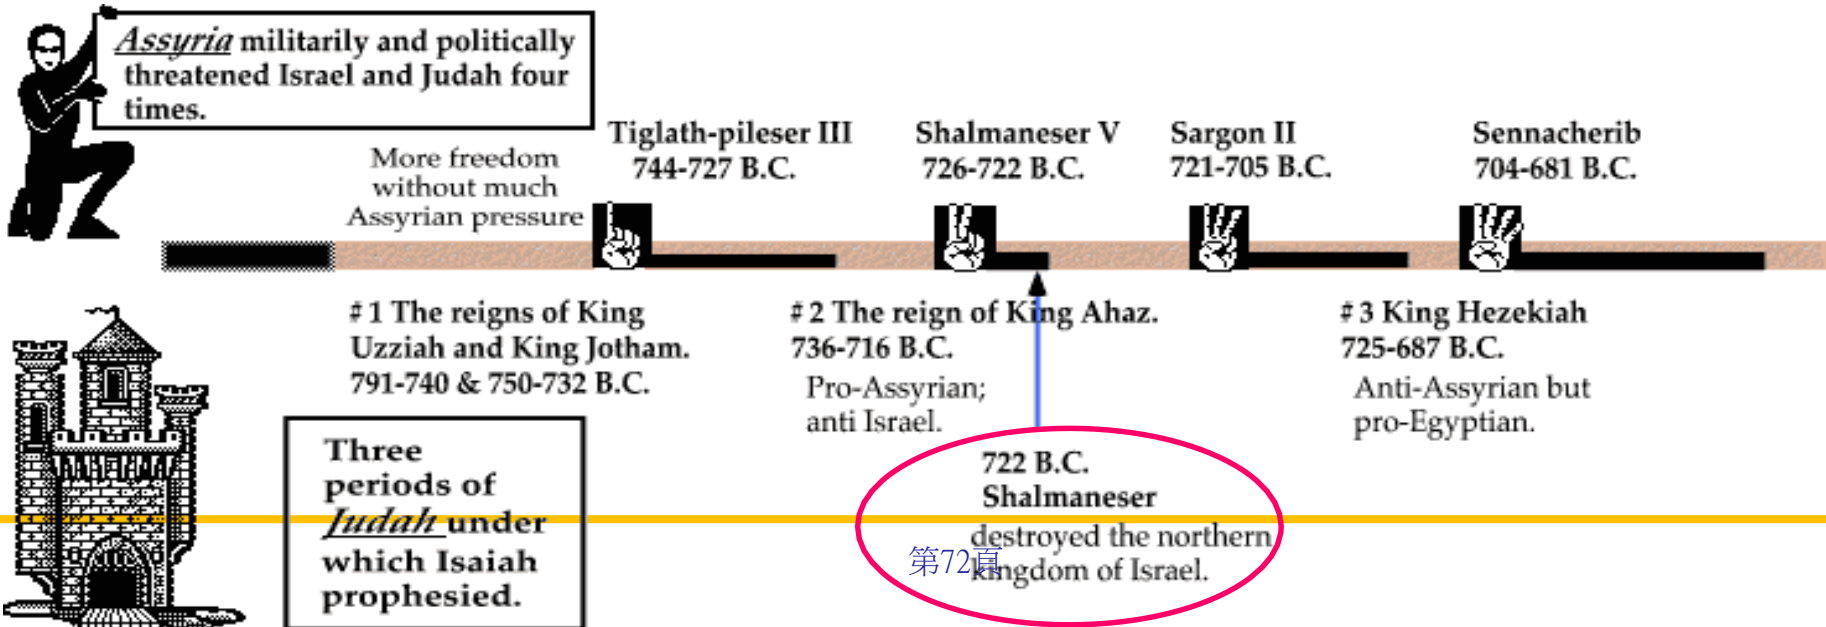 Assyria militarily and politically
threatened Israel and Judah four
times.
More freedom
without much
Assyrian pressure
Tiglath-pileser III
744-727 B.C.
Shalmaneser V
726-722 B.C.
Sargon II
721-705 B.C.
Sennacherib
704-681 B.C.
# 1 The reigns of King
Uzziah and King Jotham.
791-740 & 750-732 B.C.
# 2 The reign of King Ahaz.
736-716 B.C.
Pro-Assyrian;
anti Israel.
# 3 King Hezekiah
725-687 B.C.
Anti-Assyrian but
pro-Egyptian.
Three
periods of
Judah under
which Isaiah
prophesied.
722 B.C.
Shalmaneser
destroyed the northern
kingdom of Israel.
第72頁